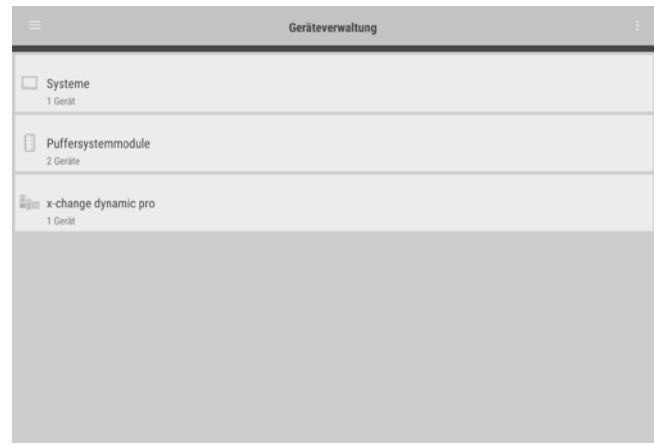 Geräteverwaltung
Systeme
1 Gerät
Puffersystemmodule
2 Geräte
x-change dynamic pro
1 Gerät